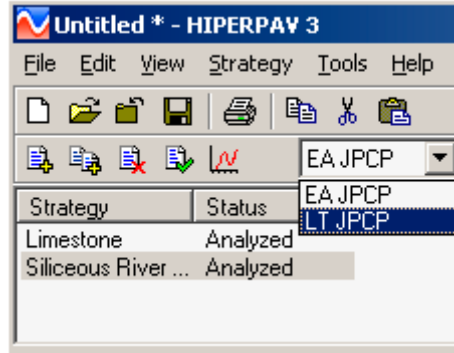 Untitled * - HIPERPAV 3
File Edit View Strategy Tools Help
EA JPCP
EA JPCP
LT JPCP
Strategy Status
Limestone Analyzed
Siliceous River ... Analyzed